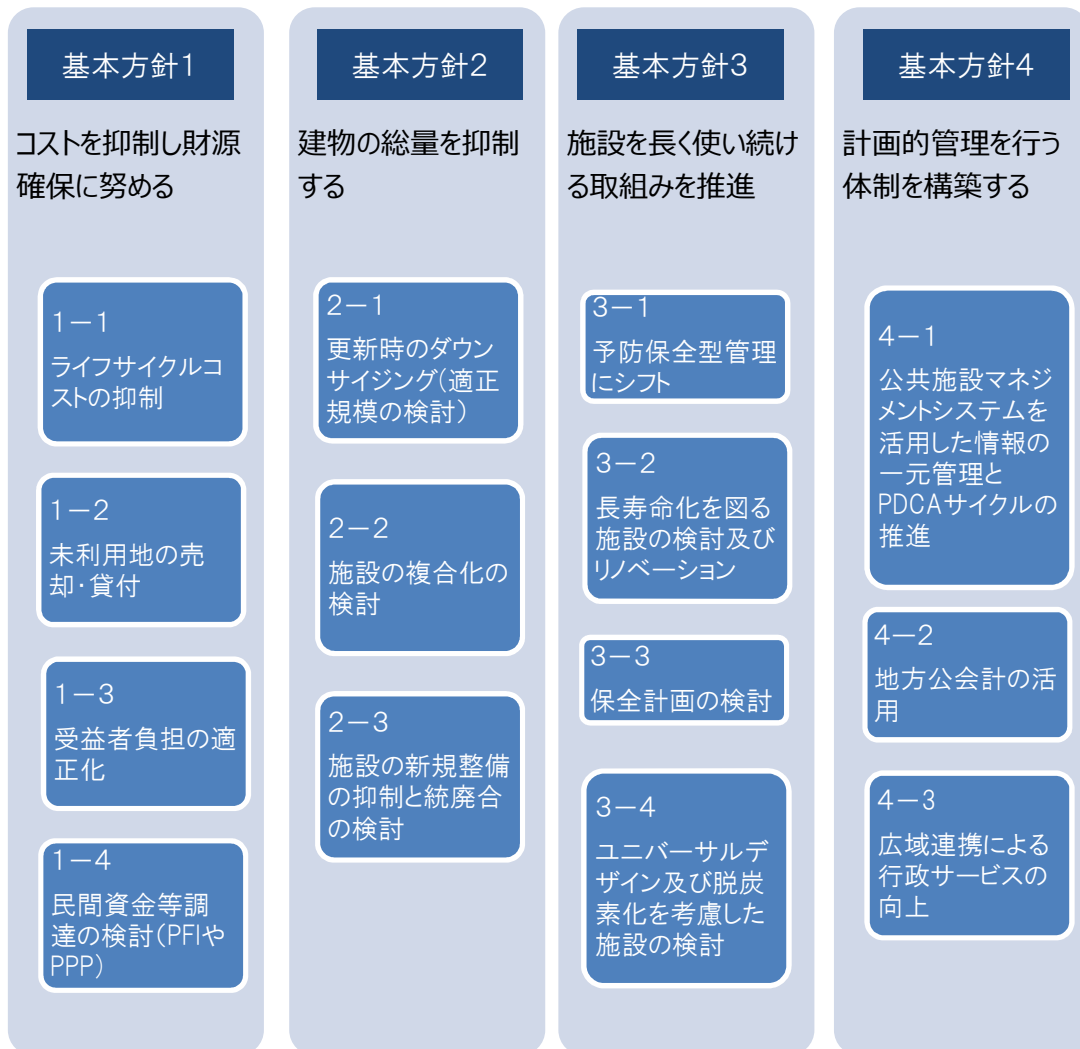 基本方針1
コストを抑制し財源
確保に努める
1－1
ライフサイクルコ
ストの抑制
1－2
未利用地の売
却・貸付
1－3
受益者負担の適
正化
1－4
民間資金等調
達の検討(PFIや
PPP)
基本方針2
建物の総量を抑制
する
2－1
更新時のダウン
サイジング(適正
規模の検討)
2－2
施設の複合化の
検討
2－3
施設の新規整備
の抑制と統廃合
の検討
基本方針3
施設を長く使い続け
る取組みを推進
3－1
予防保全型管理
にシフト
3－2
長寿命化を図る
施設の検討及び
リノベーション
3－3
保全計画の検討
3－4
ユニバーサルデ
ザイン及び脱炭
素化を考慮した
施設の検討
基本方針4
計画的管理を行う
体制を構築する
4－1
公共施設マネジ
メントシステムを
活用した情報の
一元管理と
PDCAサイクルの
推進
4－2
地方公会計の活
用
4－3
広域連携による
行政サービスの
向上